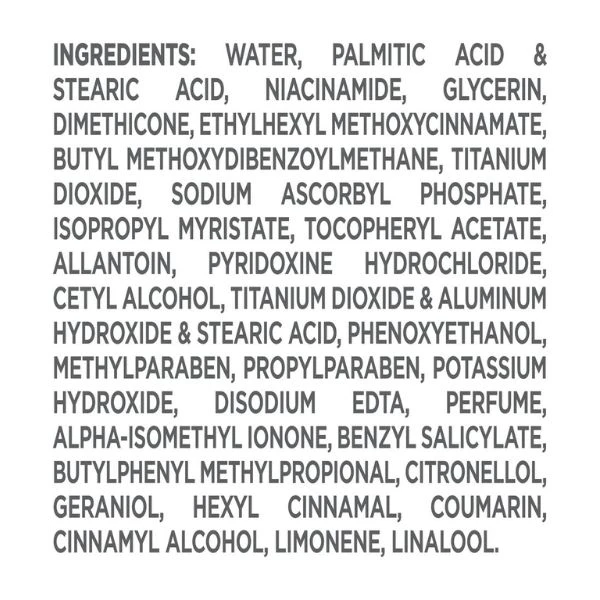 INGREDIENTS: WATER, PALMITIC ACID &
STEARIC ACID, NIACINAMIDE, GLYCERIN,
DIMETHICONE, ETHYLHEXYL METHOXYCINNAMATE,
BUTYL METHOXYDIBENZOYLMETHANE, TITANIUM
DIOXIDE, SODIUM ASCORBYL PHOSPHATE,
ISOPROPYL MYRISTATE, TOCOPHERYL ACETATE,
ALLANTOIN, PYRIDOXINE HYDROCHLORIDE,
CETYL ALCOHOL, TITANIUM DIOXIDE & ALUMINUM
HYDROXIDE & STEARIC ACID, PHENOXYETHANOL,
METHYLPARABEN, PROPYLPARABEN, POTASSIUM
HYDROXIDE, DISODIUM EDTA, PERFUME,
ALPHA-ISOMETHYL IONONE, BENZYL SALICYLATE,
BUTYLPHENYL METHYLPROPIONAL, CITRONELLOL,
GERANIOL, HEXYL CINNAMAL, COUMARIN,
CINNAMYL ALCOHOL, LIMONENE, LINALOOL.